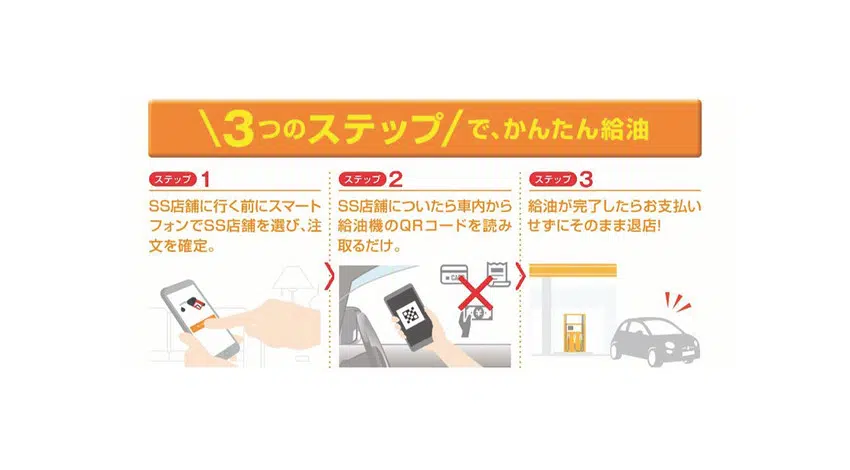 \3つのステップ/で、かんたん給油
ステップ 1
SS店舗に行く前にスマート
フォンでSS店舗を選び、注
文を確定。
ステップ 2
SS店舗についたら車内から
給油機のQRコードを読み
取るだけ。
CARD
¥
ステップ 3
給油が完了したらお支払い
せずにそのまま退店!